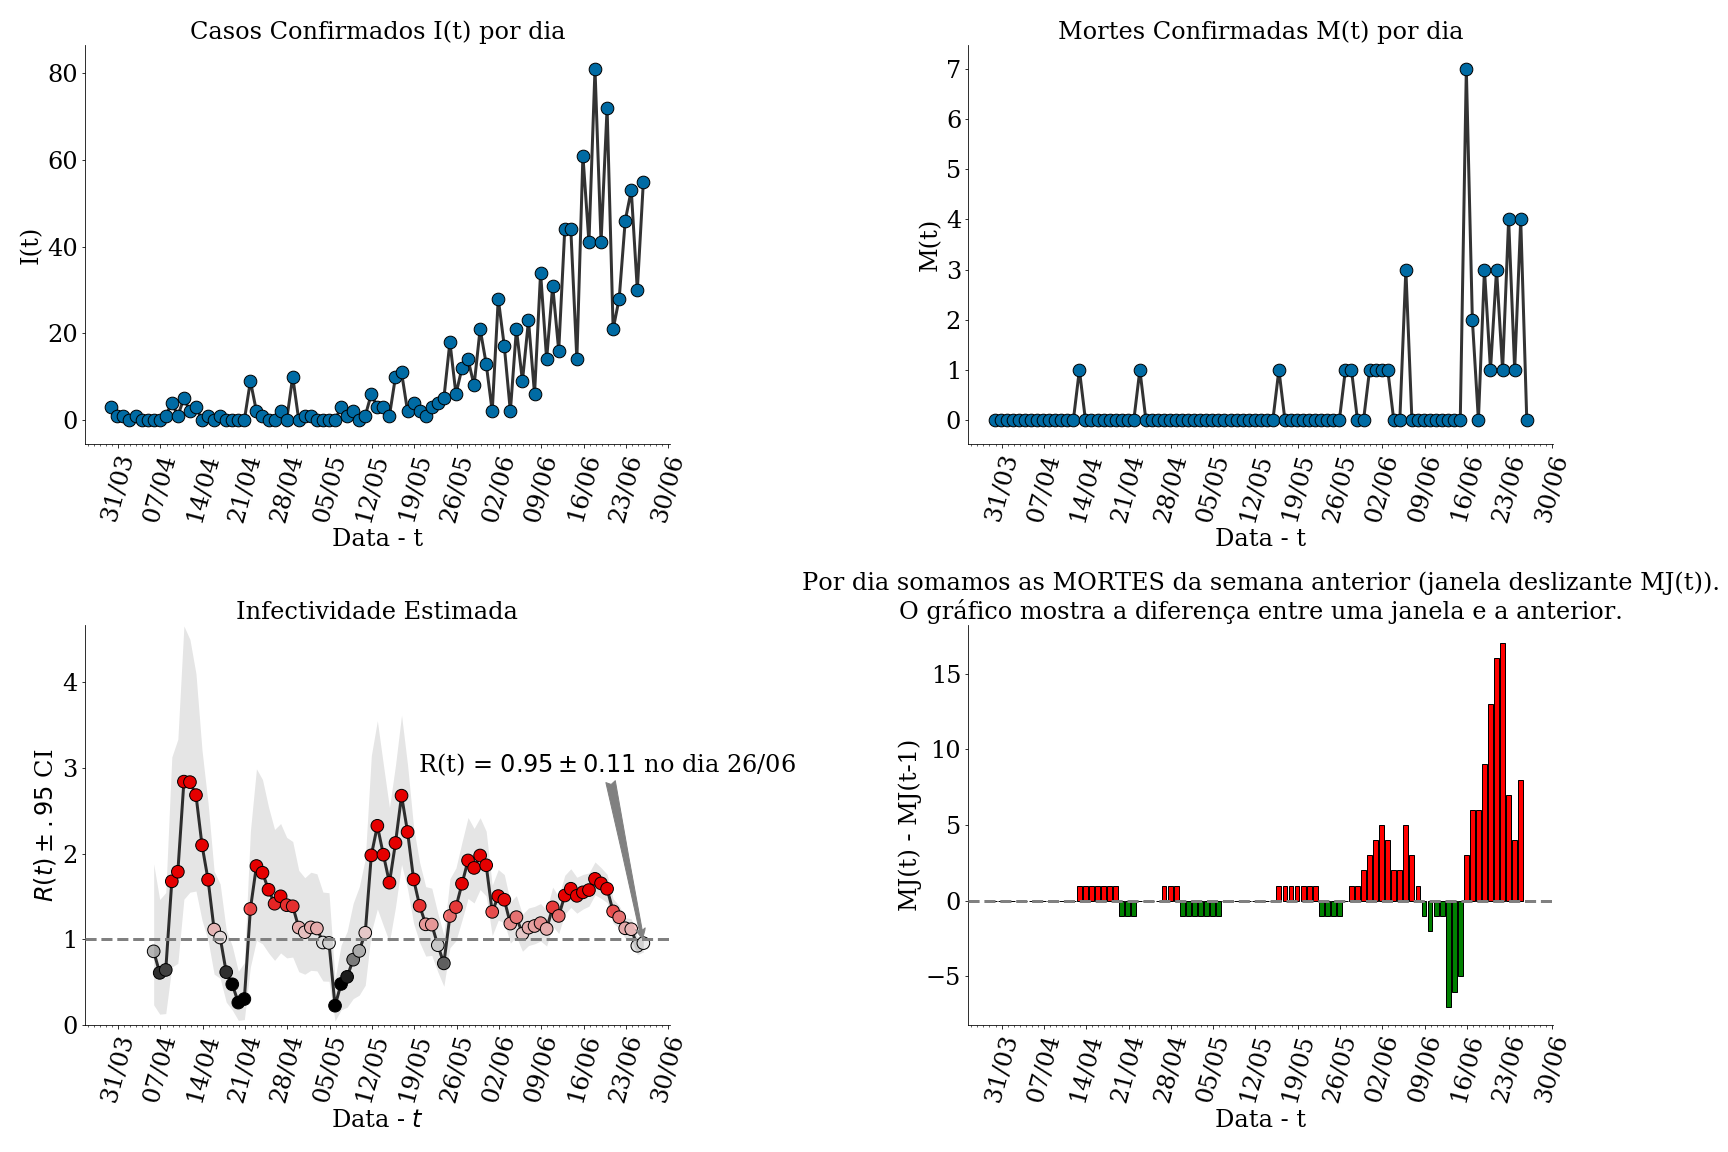 Casos Confirmados I(t) por dia
I(t)
80
60
40
20
0
31/03 07/04 14/04 21/04 28/04 05/05 12/05 19/05 26/05 02/06 09/06 16/06 23/06 30/06
Data - t
Mortes Confirmadas M(t) por dia
M(t)
7
6
5
4
3
2
1
0
31/03 07/04 14/04 21/04 28/04 05/05 12/05 19/05 26/05 02/06 09/06 16/06 23/06 30/06
Data - t
Infectividade Estimada
R(t) ± .95 CI
4
3
2
1
0
R(t) = 0.95 ± 0.11 no dia 26/06
31/03 07/04 14/04 21/04 28/04 05/05 12/05 19/05 26/05 02/06 09/06 16/06 23/06 30/06
Data - t
Por dia somamos as MORTES da semana anterior (janela deslizante MJ(t)).
O gráfico mostra a diferença entre uma janela e a anterior.
MJ(t) - MJ(t-1)
15
10
5
0
−5
31/03 07/04 14/04 21/04 28/04 05/05 12/05 19/05 26/05 02/06 09/06 16/06 23/06 30/06
Data - t